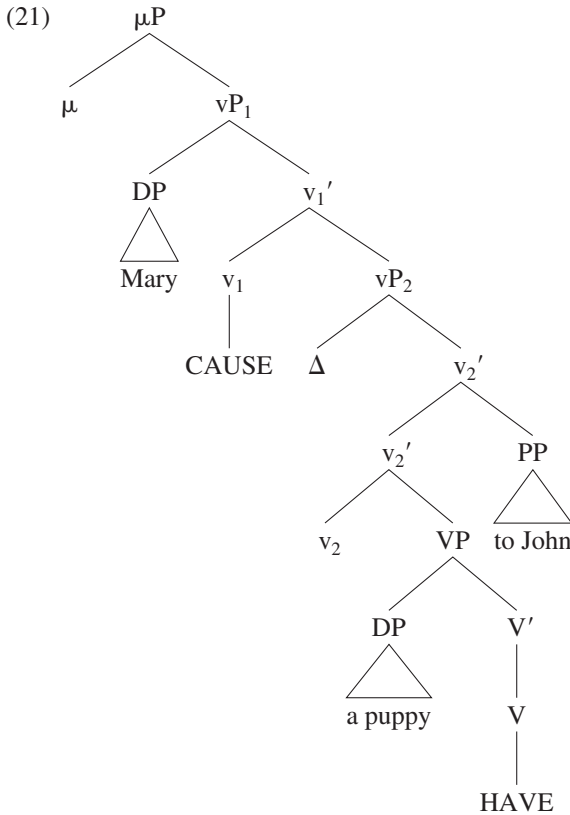 (21) μP
μ vP₁
DP v₁′
Mary v₁ vP₂
CAUSE Δ v₂′
v₂′ PP
v₂ VP to John
DP V′
a puppy V
HAVE